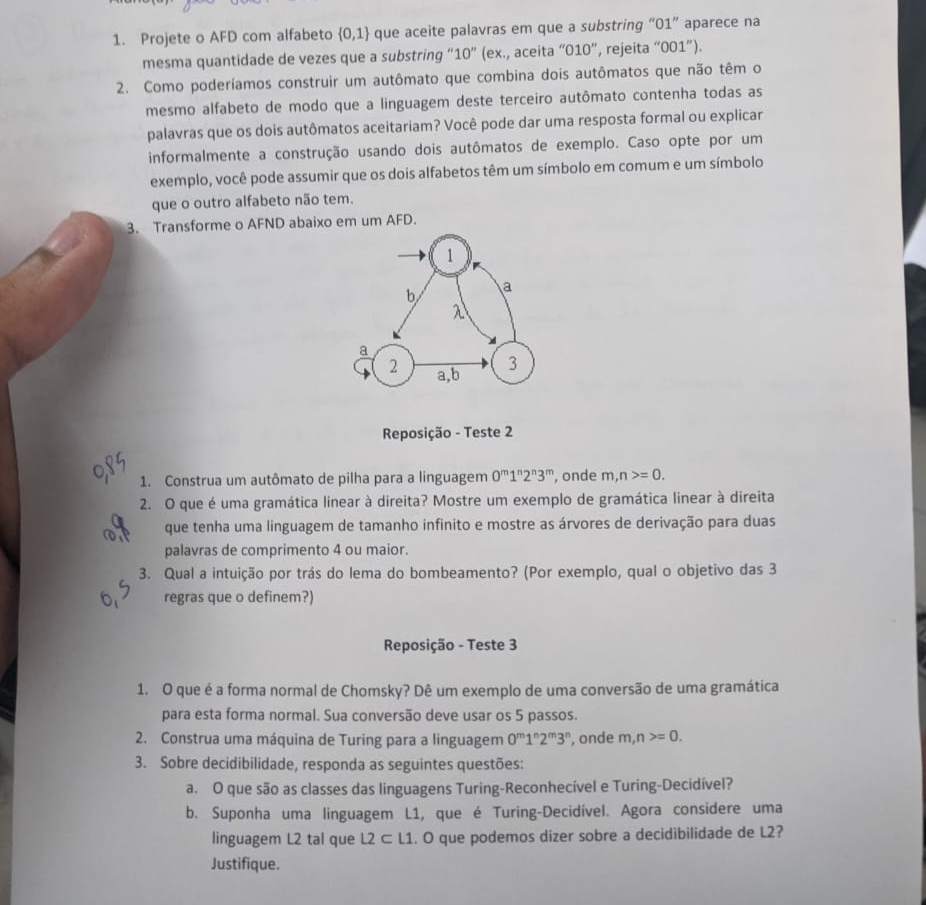 1. Projete o AFD com alfabeto {0,1} que aceite palavras em que a substring "01" aparece na
mesma quantidade de vezes que a substring "10" (ex., aceita "010", rejeita "001").
2. Como poderíamos construir um autômato que combina dois autômatos que não têm o
mesmo alfabeto de modo que a linguagem deste terceiro autômato contenha todas as
palavras que os dois autômatos aceitariam? Você pode dar uma resposta formal ou explicar
informalmente a construção usando dois autômatos de exemplo. Caso opte por um
exemplo, você pode assumir que os dois alfabetos têm um símbolo em comum e um símbolo
que o outro alfabeto não tem.
3. Transforme o AFND abaixo em um AFD.
1
b
λ
a
a
2
a,b
3
Reposição - Teste 2
0,85
1. Construa um autômato de pilha para a linguagem 0ᵐ1ⁿ2ⁿ3ᵐ, onde m,n >= 0.
2. O que é uma gramática linear à direita? Mostre um exemplo de gramática linear à direita
que tenha uma linguagem de tamanho infinito e mostre as árvores de derivação para duas
palavras de comprimento 4 ou maior.
3. Qual a intuição por trás do lema do bombeamento? (Por exemplo, qual o objetivo das 3
0,5
regras que o definem?)
Reposição - Teste 3
1. O que é a forma normal de Chomsky? Dê um exemplo de uma conversão de uma gramática
para esta forma normal. Sua conversão deve usar os 5 passos.
2. Construa uma máquina de Turing para a linguagem 0ᵐ1ⁿ2ᵐ3ⁿ, onde m,n >= 0.
3. Sobre decidibilidade, responda as seguintes questões:
a. O que são as classes das linguagens Turing-Reconhecível e Turing-Decidível?
b. Suponha uma linguagem L1, que é Turing-Decidível. Agora considere uma
linguagem L2 tal que L2 ⊂ L1. O que podemos dizer sobre a decidibilidade de L2?
Justifique.